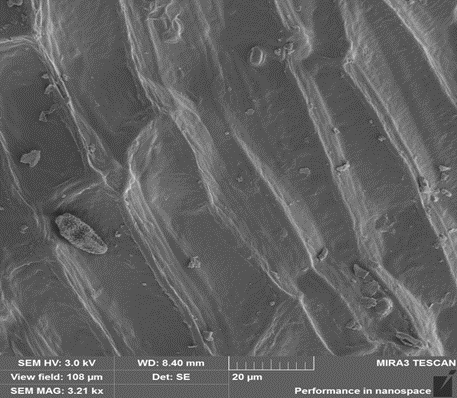 SEM HV: 3.0 kV WD: 8.40 mm MIRA3 TESCAN
View field: 108 µm Det: SE 20 µm
SEM MAG: 3.21 kx Performance in nanospace